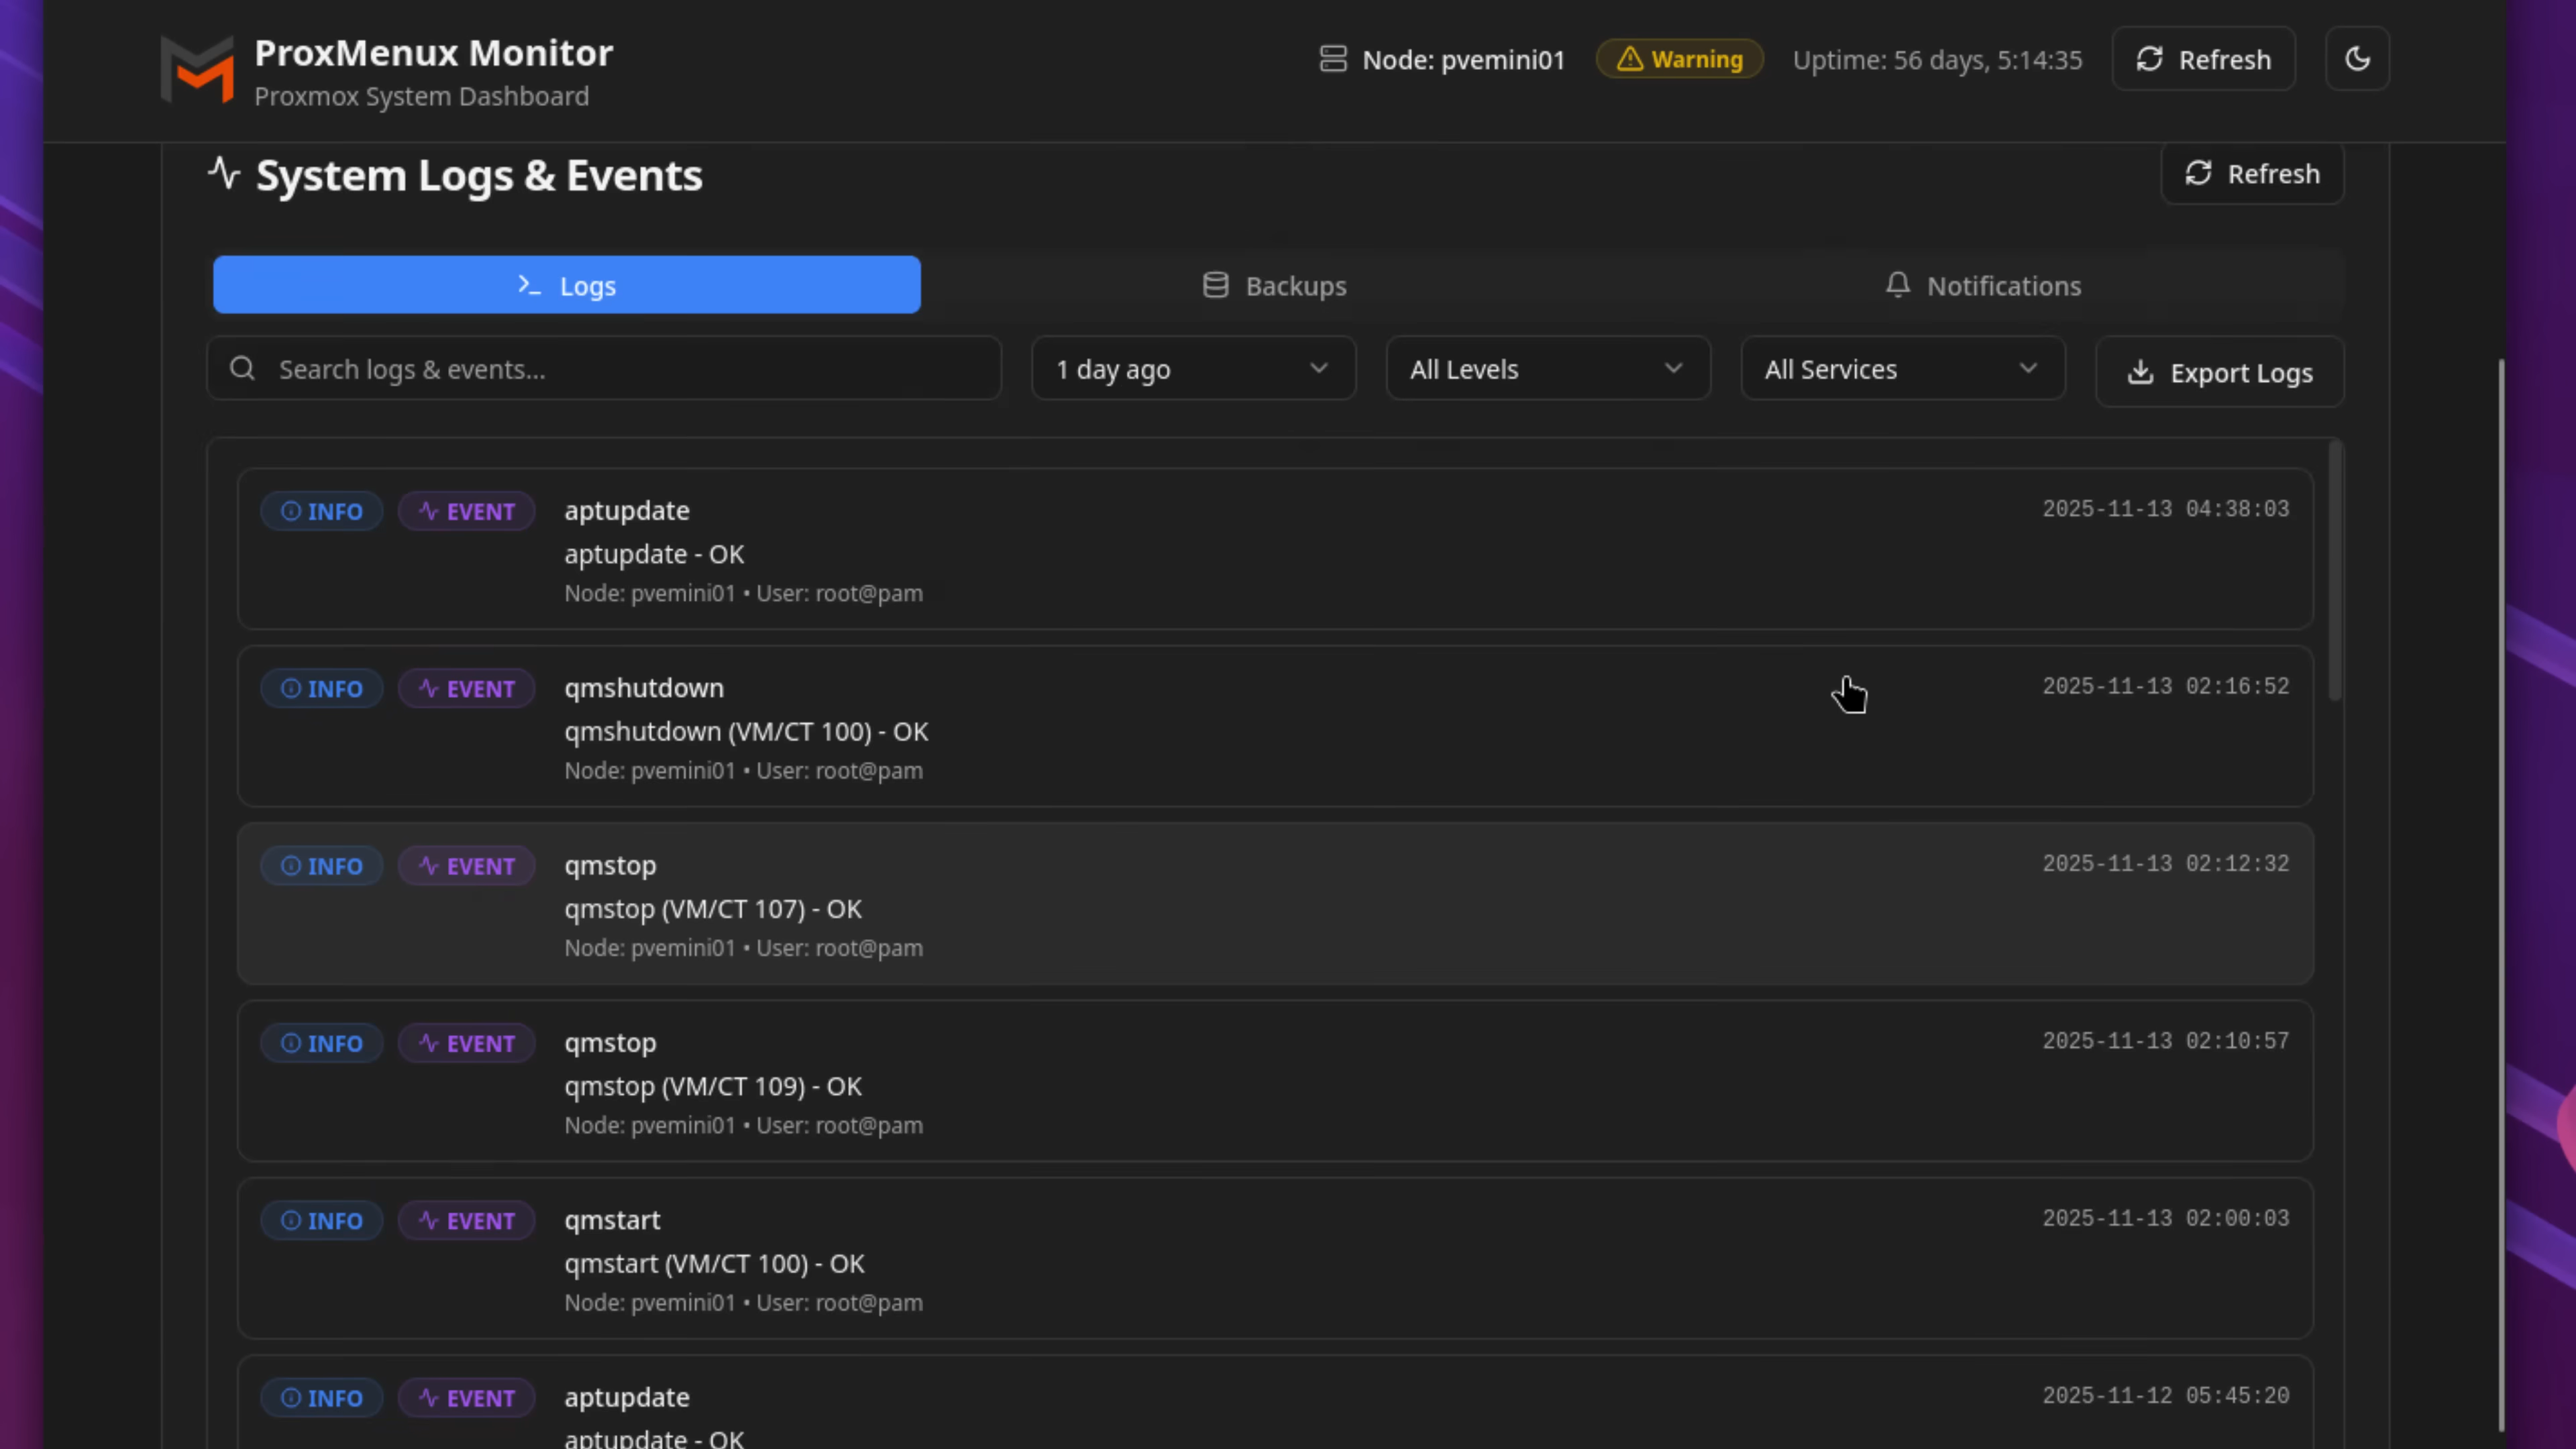 ProxMenux Monitor
Proxmox System Dashboard
Node: pvemini01
Warning
Uptime: 56 days, 5:14:35
Refresh
System Logs & Events
Refresh
Logs
Backups
Notifications
Search logs & events...
1 day ago
All Levels
All Services
Export Logs
INFO EVENT aptupdate 2025-11-13 04:38:03
aptupdate - OK
Node: pvemini01 • User: root@pam
INFO EVENT qmshutdown 2025-11-13 02:16:52
qmshutdown (VM/CT 100) - OK
Node: pvemini01 • User: root@pam
INFO EVENT qmstop 2025-11-13 02:12:32
qmstop (VM/CT 107) - OK
Node: pvemini01 • User: root@pam
INFO EVENT qmstop 2025-11-13 02:10:57
qmstop (VM/CT 109) - OK
Node: pvemini01 • User: root@pam
INFO EVENT qmstart 2025-11-13 02:00:03
qmstart (VM/CT 100) - OK
Node: pvemini01 • User: root@pam
INFO EVENT aptupdate 2025-11-12 05:45:20
aptupdate - OK